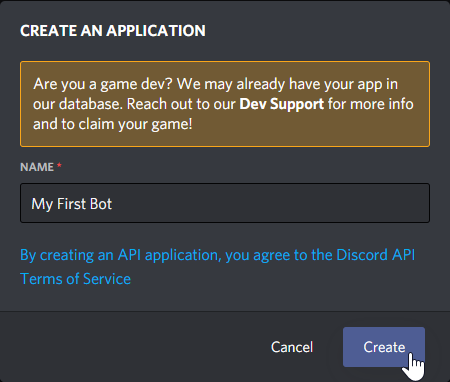 CREATE AN APPLICATION
Are you a game dev? We may already have your app in
our database. Reach out to our Dev Support for more info
and to claim your game!
NAME *
My First Bot
By creating an API application, you agree to the Discord API
Terms of Service
Cancel
Create